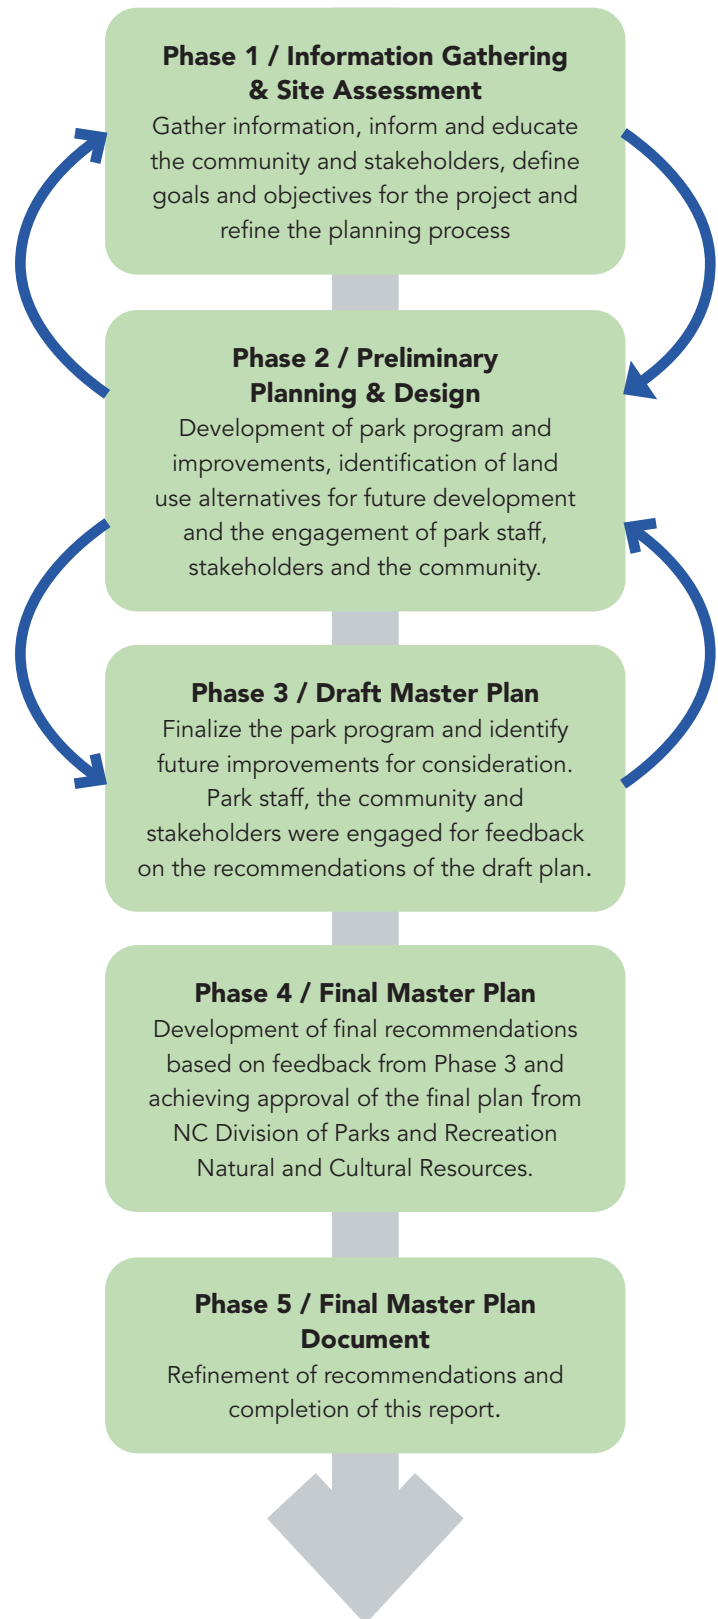 Phase 1 / Information Gathering
& Site Assessment
Gather information, inform and educate
the community and stakeholders, define
goals and objectives for the project and
refine the planning process
Phase 2 / Preliminary
Planning & Design
Development of park program and
improvements, identification of land
use alternatives for future development
and the engagement of park staff,
stakeholders and the community.
Phase 3 / Draft Master Plan
Finalize the park program and identify
future improvements for consideration.
Park staff, the community and
stakeholders were engaged for feedback
on the recommendations of the draft plan.
Phase 4 / Final Master Plan
Development of final recommendations
based on feedback from Phase 3 and
achieving approval of the final plan from
NC Division of Parks and Recreation
Natural and Cultural Resources.
Phase 5 / Final Master Plan
Document
Refinement of recommendations and
completion of this report.